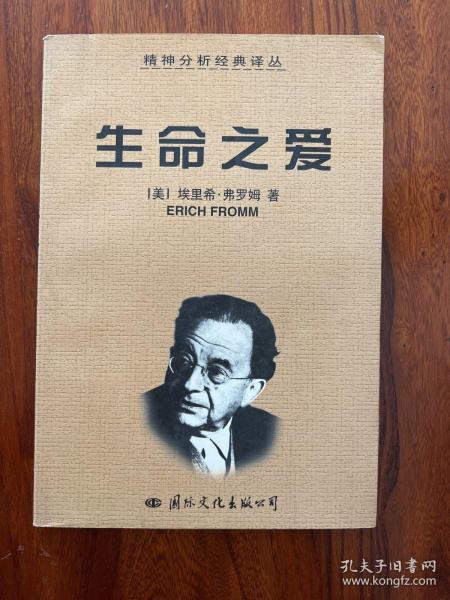 精神分析经典译丛
生命之爱
[美] 埃里希·弗罗姆 著
ERICH FROMM
国际文化出版公司
孔夫子旧书网
www.kongfz.com